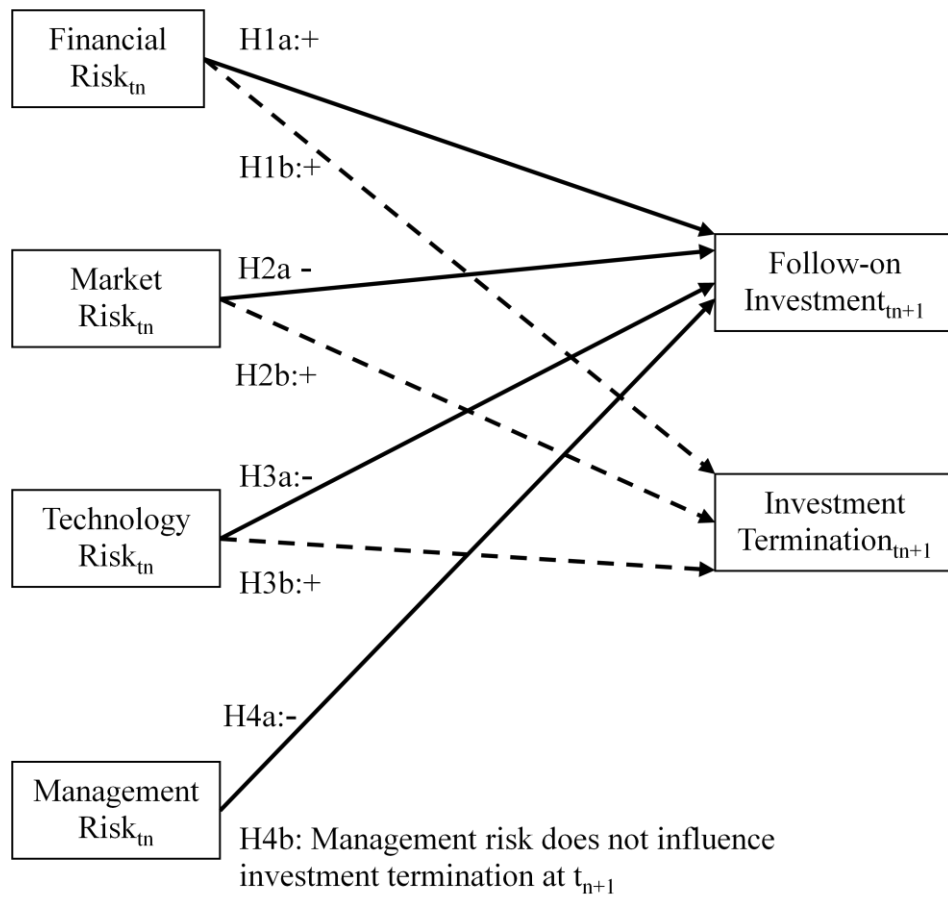 Financial
Risk_tn
H1a:+
H1b:+
Market
Risk_tn
H2a -
H2b:+
Follow-on
Investment_tn+1
Technology
Risk_tn
H3a:-
H3b:+
Investment
Termination_tn+1
H4a:-
Management
Risk_tn
H4b: Management risk does not influence
investment termination at t_n+1